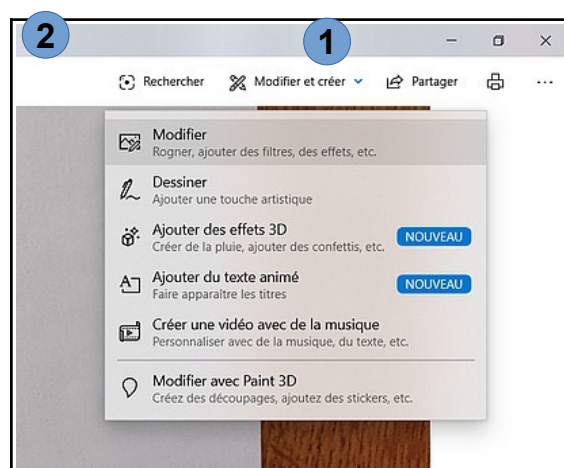 2
1
Rechercher Modifier et créer Partager
Modifier
Rogner, ajouter des filtres, des effets, etc.
Dessiner
Ajouter une touche artistique
Ajouter des effets 3D
Créer de la pluie, ajouter des confettis, etc.
NOUVEAU
Ajouter du texte animé
Faire apparaître les titres
NOUVEAU
Créer une vidéo avec de la musique
Personnaliser avec de la musique, du texte, etc.
Modifier avec Paint 3D
Créez des découpages, ajoutez des stickers, etc.